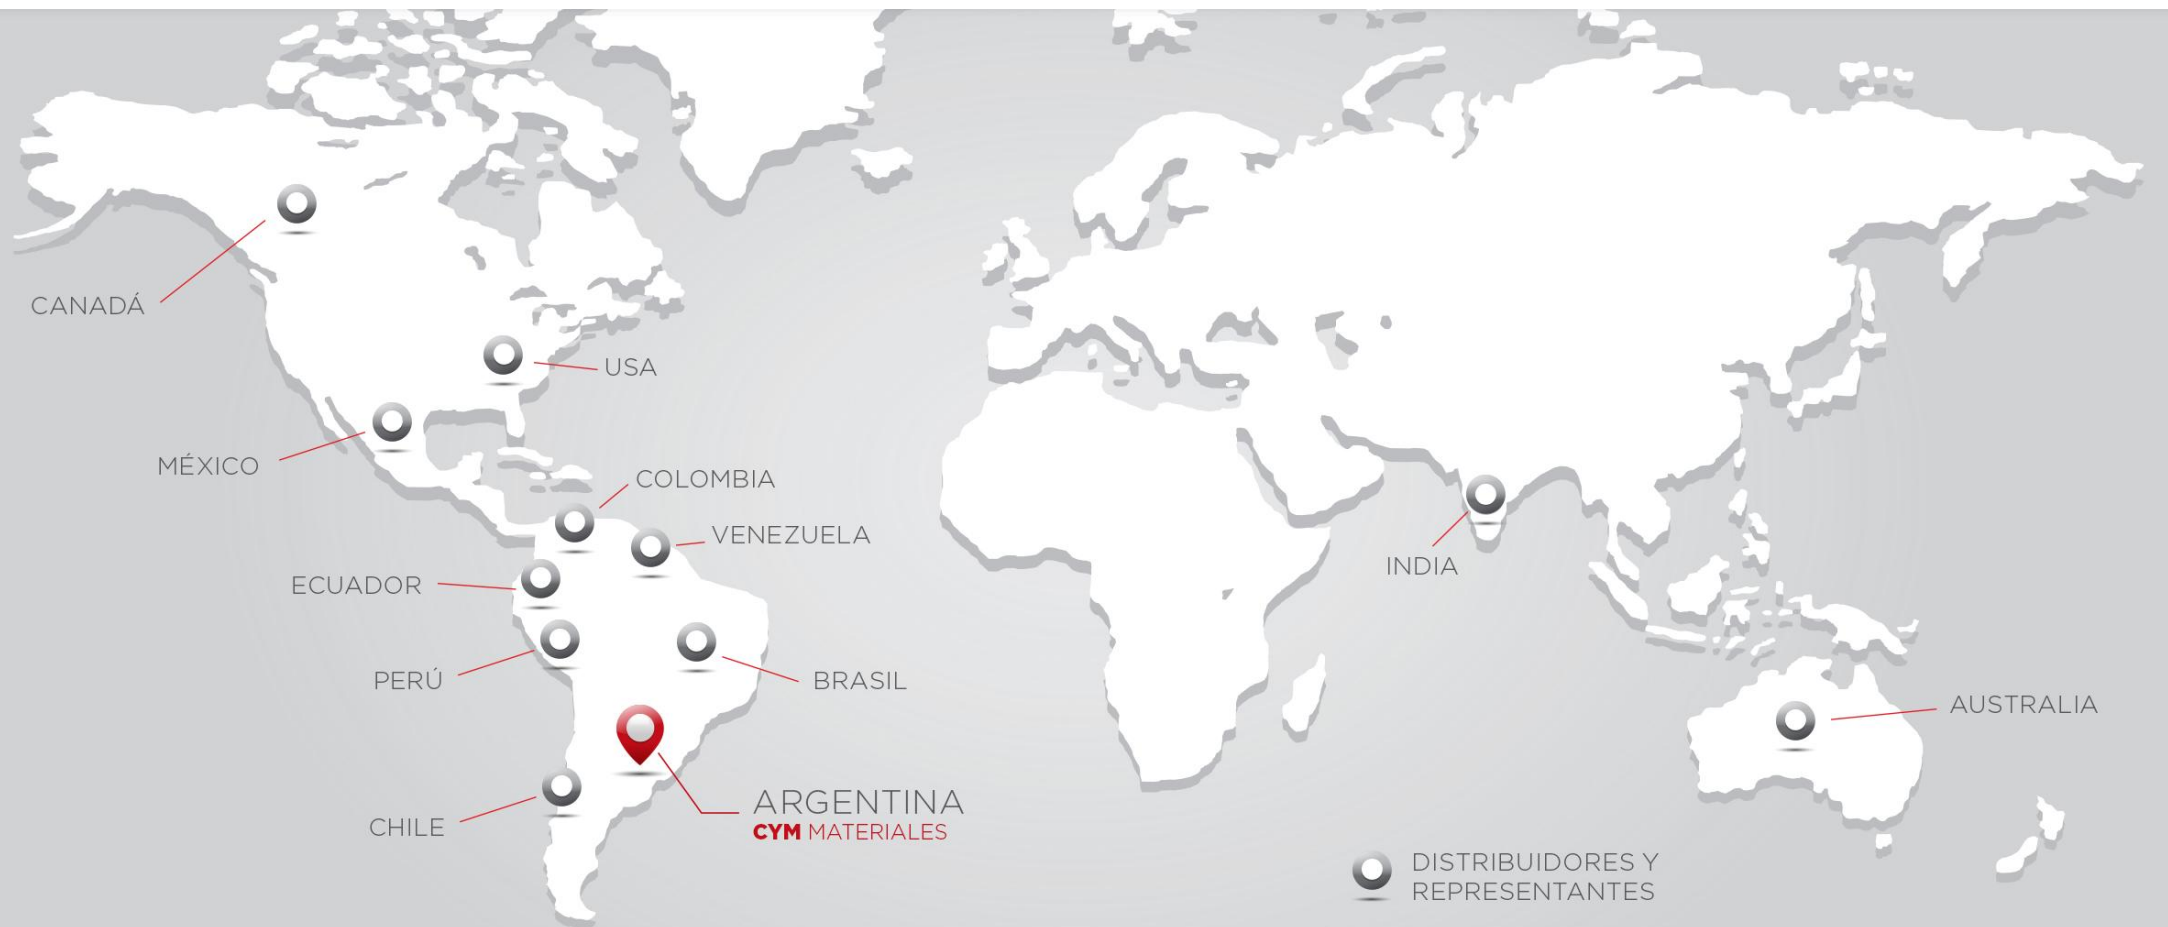 CANADÁ
USA
MÉXICO
COLOMBIA
VENEZUELA
INDIA
ECUADOR
PERÚ
BRASIL
AUSTRALIA
ARGENTINA
CYM MATERIALES
CHILE
DISTRIBUIDORES Y
REPRESENTANTES